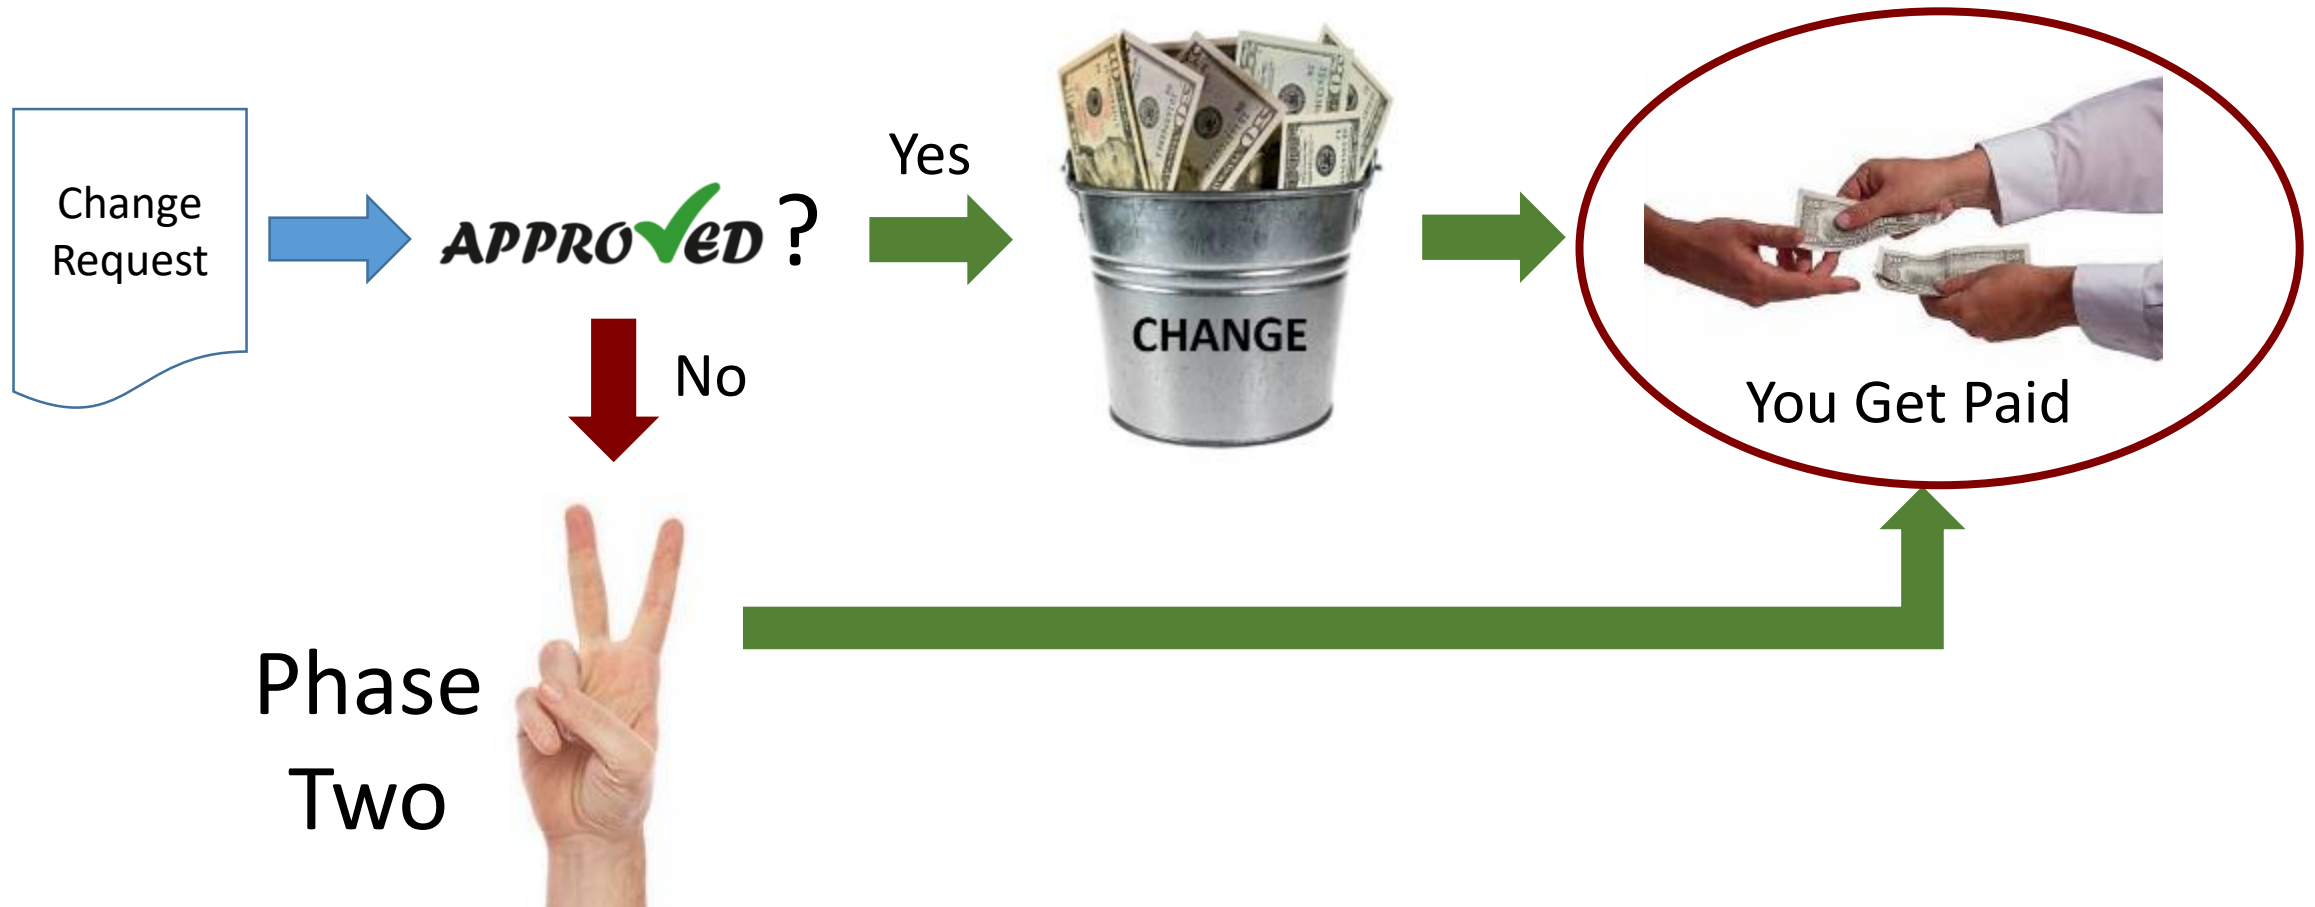 Change
Request
APPROVED ?
Yes
No
CHANGE
You Get Paid
Phase
Two